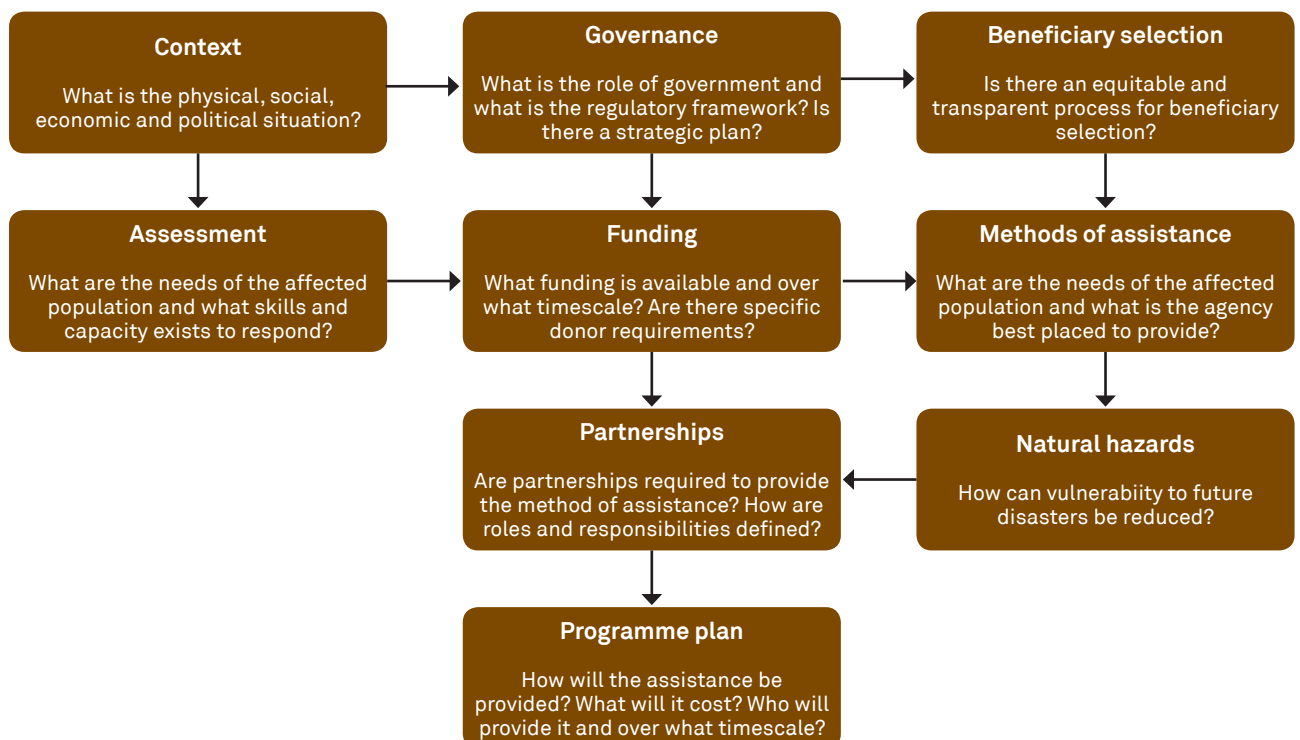 Context
What is the physical, social,
economic and political situation?
Governance
What is the role of government and
what is the regulatory framework? Is
there a strategic plan?
Beneficiary selection
Is there an equitable and
transparent process for beneficiary
selection?
Assessment
What are the needs of the affected
population and what skills and
capacity exists to respond?
Funding
What funding is available and over
what timescale? Are there specific
donor requirements?
Methods of assistance
What are the needs of the affected
population and what is the agency
best placed to provide?
Partnerships
Are partnerships required to provide
the method of assistance? How are
roles and responsibilities defined?
Natural hazards
How can vulnerabiity to future
disasters be reduced?
Programme plan
How will the assistance be
provided? What will it cost? Who will
provide it and over what timescale?